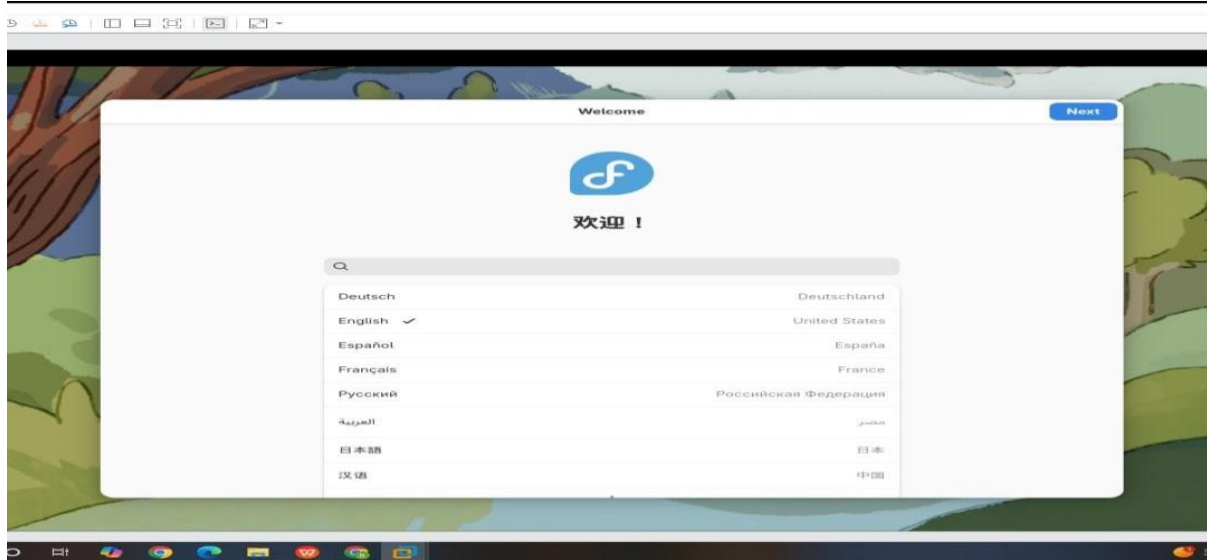 Welcome
Next
欢迎！
Deutsch Deutschland
English United States
Español España
Français France
Русский Российская Федерация
العربية مصر
日本語 日本
汉语 中国